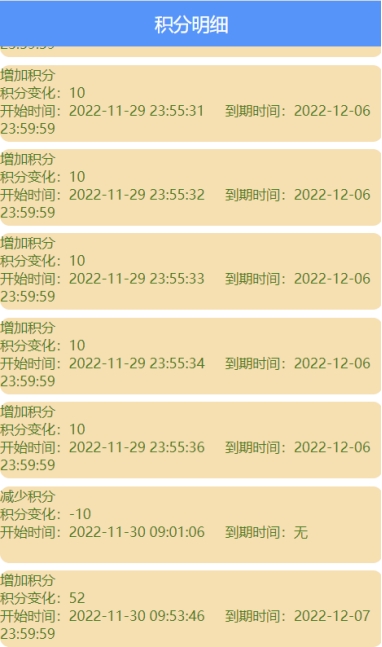 积分明细
23:59:59
增加积分
积分变化：10
开始时间：2022-11-29 23:55:31 到期时间：2022-12-06
23:59:59
增加积分
积分变化：10
开始时间：2022-11-29 23:55:32 到期时间：2022-12-06
23:59:59
增加积分
积分变化：10
开始时间：2022-11-29 23:55:33 到期时间：2022-12-06
23:59:59
增加积分
积分变化：10
开始时间：2022-11-29 23:55:34 到期时间：2022-12-06
23:59:59
增加积分
积分变化：10
开始时间：2022-11-29 23:55:36 到期时间：2022-12-06
23:59:59
减少积分
积分变化：-10
开始时间：2022-11-30 09:01:06 到期时间：无
增加积分
积分变化：52
开始时间：2022-11-30 09:53:46 到期时间：2022-12-07
23:59:59